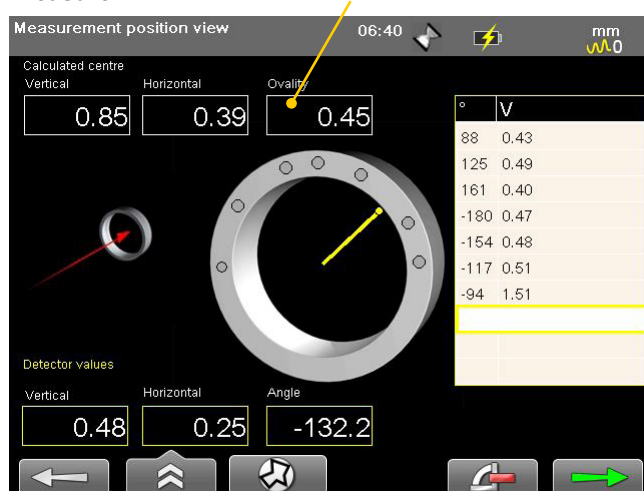 Measurement position view 06:40 mm
0
Calculated centre
Vertical Horizontal Ovality
0.85 0.39 0.45
° V
88 0.43
125 0.49
161 0.40
-180 0.47
-154 0.48
-117 0.51
-94 1.51
Detector values
Vertical Horizontal Angle
0.48 0.25 -132.2